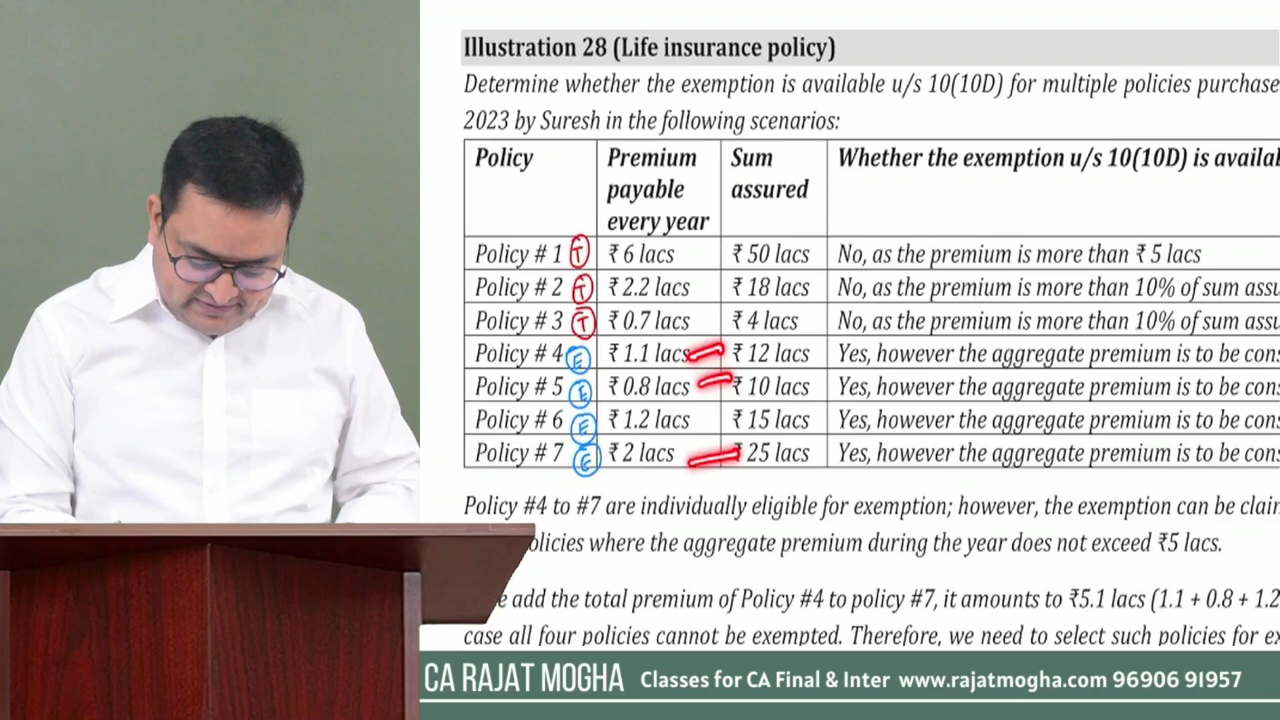 Illustration 28 (Life insurance policy)
Determine whether the exemption is available u/s 10(10D) for multiple policies purchase
2023 by Suresh in the following scenarios:
Policy Premium payable every year Sum assured Whether the exemption u/s 10(10D) is availa
Policy # 1 T ₹ 6 lacs ₹ 50 lacs No, as the premium is more than ₹ 5 lacs
Policy # 2 T ₹ 2.2 lacs ₹ 18 lacs No, as the premium is more than 10% of sum assu
Policy # 3 T ₹ 0.7 lacs ₹ 4 lacs No, as the premium is more than 10% of sum assu
Policy # 4 E ₹ 1.1 lacs ₹ 12 lacs Yes, however the aggregate premium is to be cons
Policy # 5 E ₹ 0.8 lacs ₹ 10 lacs Yes, however the aggregate premium is to be cons
Policy # 6 E ₹ 1.2 lacs ₹ 15 lacs Yes, however the aggregate premium is to be cons
Policy # 7 E ₹ 2 lacs ₹ 25 lacs Yes, however the aggregate premium is to be cons
Policy #4 to #7 are individually eligible for exemption; however, the exemption can be clai
olicies where the aggregate premium during the year does not exceed ₹5 lacs.
e add the total premium of Policy #4 to policy #7, it amounts to ₹5.1 lacs (1.1 + 0.8 + 1.2
case all four policies cannot be exempted. Therefore, we need to select such policies for ex
CA RAJAT MOGHA Classes for CA Final & Inter www.rajatmogha.com 96906 91957